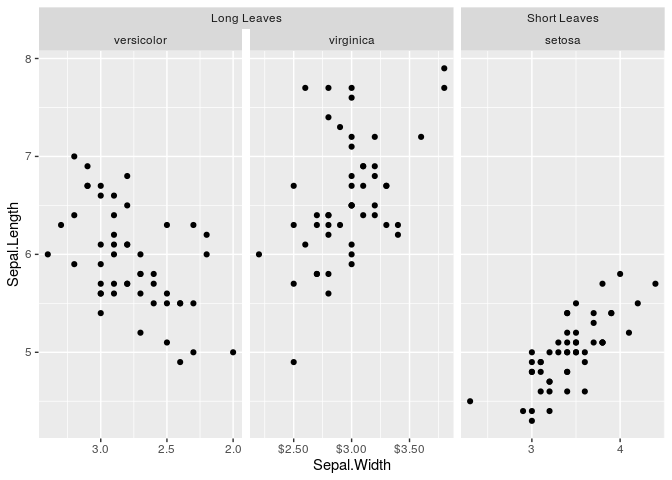 Long Leaves
Short Leaves
versicolor
virginica
setosa
8
7
6
5
Sepal.Length
3.0
2.5
2.0
$2.50
$3.00
$3.50
3
4
Sepal.Width